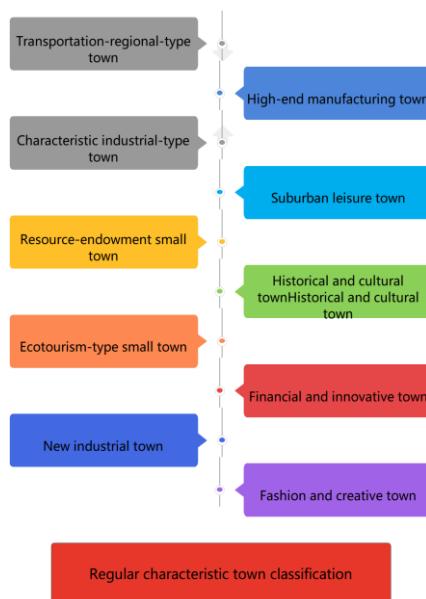 Transportation-regional-type
town
High-end manufacturing town
Characteristic industrial-type
town
Suburban leisure town
Resource-endowment small
town
Historical and cultural
townHistorical and cultural
town
Ecotourism-type small town
Financial and innovative town
New industrial town
Fashion and creative town
Regular characteristic town classification